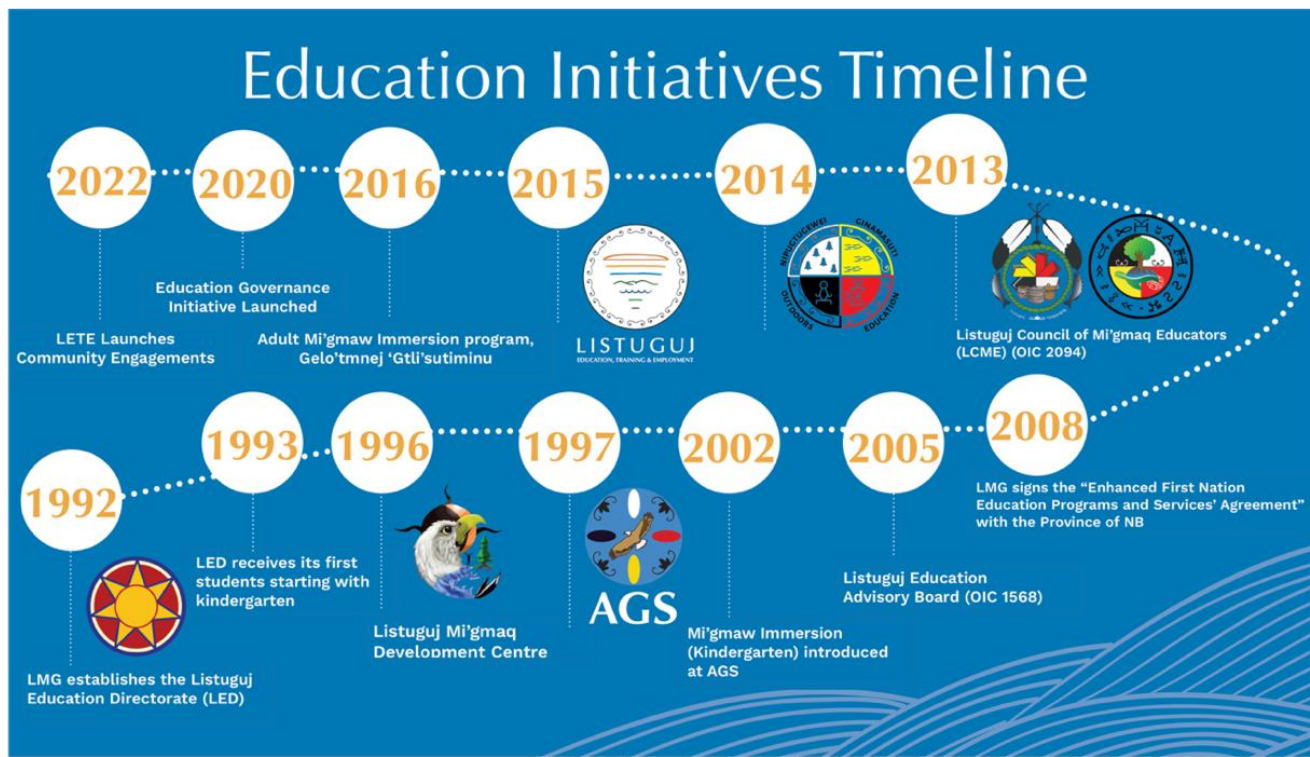 Education Initiatives Timeline
2022
2020
2016
2015
2014
2013
LETE Launches
Community Engagements
Education Governance
Initiative Launched
Adult Mi'gmaw Immersion program,
Gelo'tmnej ‘Gtli’sutiminu
LISTUGUJ
EDUCATION, TRAINING & EMPLOYMENT
NIPUGTUGEWEI
GINAMASUTI
OUTDOORS
EDUCATION
Listuguj Council of Mi'gmaq Educators
(LCME) (OIC 2094)
1992
1993
1996
1997
2002
2005
2008
LMG establishes the Listuguj
Education Directorate (LED)
LED receives its first
students starting with
kindergarten
Listuguj Mi'gmaq
Development Centre
AGS
Mi'gmaw Immersion
(Kindergarten) introduced
at AGS
Listuguj Education
Advisory Board (OIC 1568)
LMG signs the “Enhanced First Nation
Education Programs and Services’ Agreement”
with the Province of NB